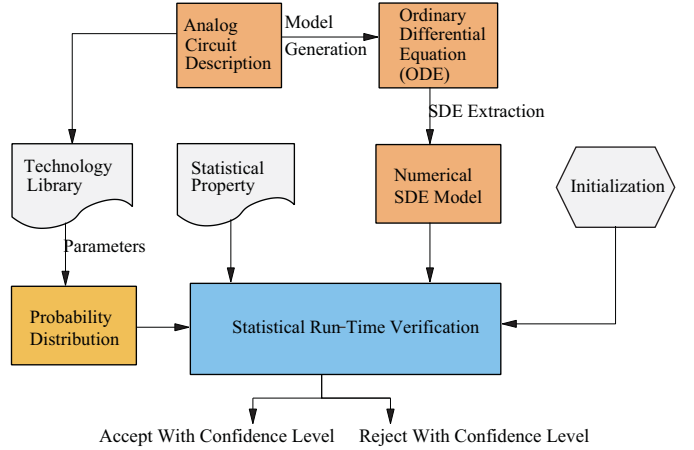 Analog
Circuit
Description
Model
Generation
Ordinary
Differential
Equation
(ODE)
SDE Extraction
Technology
Library
Statistical
Property
Numerical
SDE Model
Initialization
Parameters
Probability
Distribution
Statistical Run-Time Verification
Accept With Confidence Level
Reject With Confidence Level